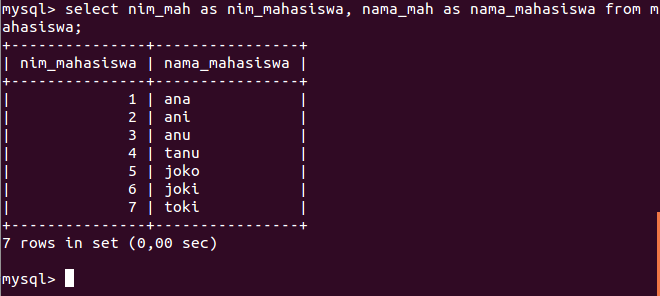 mysql> select nim_mah as nim_mahasiswa, nama_mah as nama_mahasiswa from m
ahasiswa;
+---------------+----------------+
| nim_mahasiswa | nama_mahasiswa |
+---------------+----------------+
|             1 | ana            |
|             2 | ani            |
|             3 | anu            |
|             4 | tanu           |
|             5 | joko           |
|             6 | joki           |
|             7 | toki           |
+---------------+----------------+
7 rows in set (0,00 sec)
mysql>